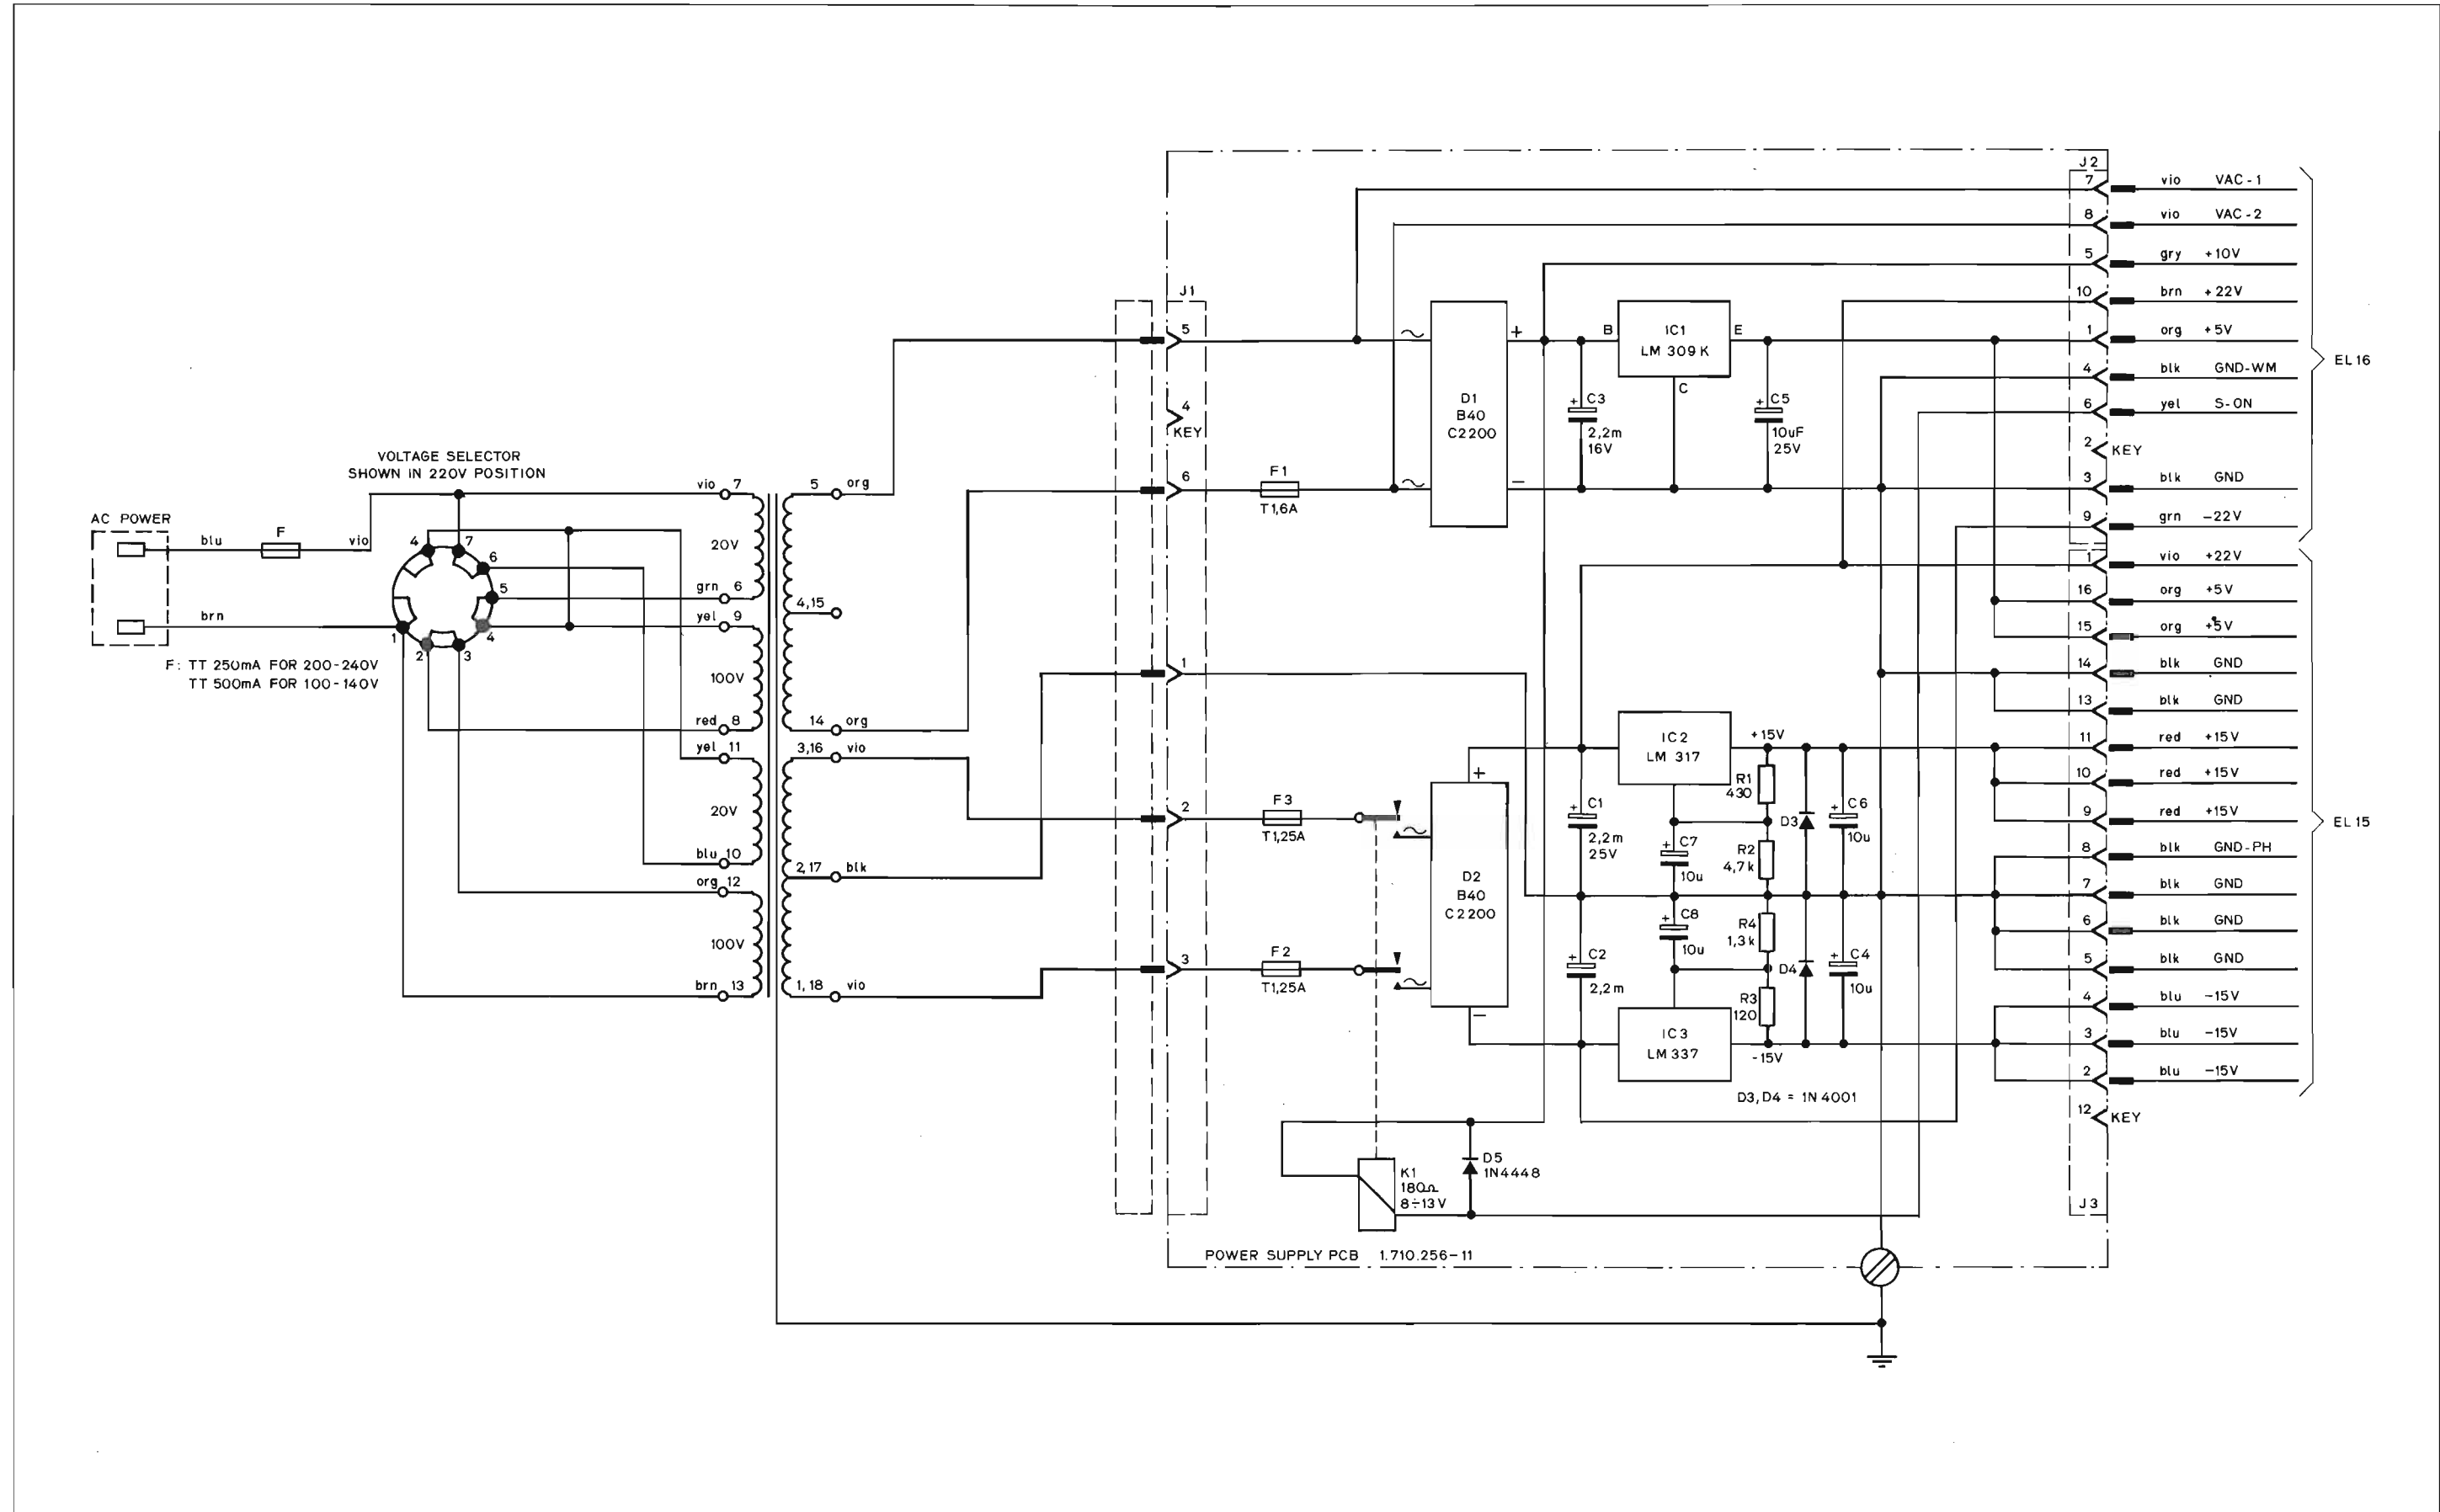 VOLTAGE SELECTOR
SHOWN IN 220V POSITION
AC POWER
blu
F
vio
brn
4
7
6
5
4
3
2
1
F: TT 250mA FOR 200-240V
TT 500mA FOR 100-140V
vio 7
20V
grn 6
yel 9
100V
red 8
yel 11
20V
blu 10
org 12
100V
brn 13
5 org
4,15
14 org
3,16 vio
2,17 blk
1,18 vio
J1
5
4
KEY
6
1
2
3
F1
T1,6A
F3
T1,25A
F2
T1,25A
D1
B40
C2200
+
−
+ C3
2,2m
16V
B
IC1
LM 309K
E
C
+ C5
10uF
25V
D2
B40
C2200
+
−
+ C1
2,2m
25V
+ C2
2,2m
IC2
LM 317
+15V
R1
430
+ C7
10u
R2
4,7k
D3
+ C6
10u
+ C8
10u
R4
1,3k
D4
+ C4
10u
R3
120
IC3
LM 337
-15V
D3, D4 = 1N 4001
K1
180Ω
8÷13V
D5
1N4448
POWER SUPPLY PCB 1.710.256-11
J2
7 vio VAC-1
8 vio VAC-2
5 gry +10V
10 brn +22V
1 org +5V
4 blk GND-WM
6 yel S-ON
2 KEY
3 blk GND
9 grn -22V
EL16
1 vio +22V
16 org +5V
15 org +5V
14 blk GND
13 blk GND
11 red +15V
10 red +15V
9 red +15V
8 blk GND-PH
7 blk GND
6 blk GND
5 blk GND
4 blu -15V
3 blu -15V
2 blu -15V
12 KEY
J3
EL15